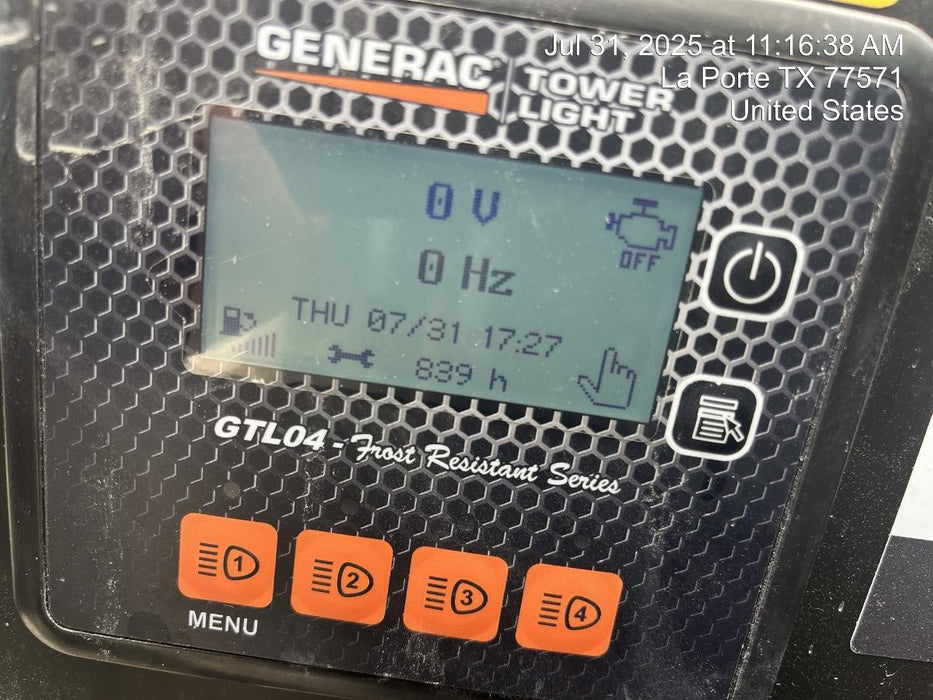 Jul 31, 2025 at 11:16:38 AM
La Porte TX 77571
United States
GENERAC
TOWER
LIGHT
0 V
OFF
0 Hz
THU 07/31 17:27
839 h
GTL04 - Frost Resistant Series
1
2
3
4
MENU